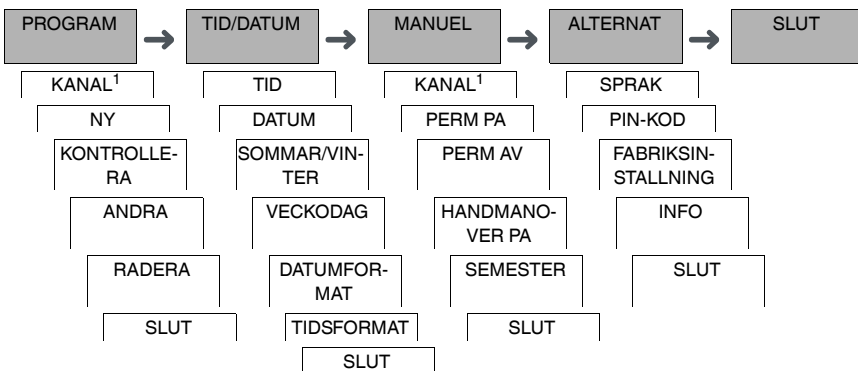 PROGRAM
TID/DATUM
MANUEL
ALTERNAT
SLUT
KANAL1
NY
KONTROLLE-
RA
ANDRA
RADERA
SLUT
TID
DATUM
SOMMAR/VIN-
TER
VECKODAG
DATUMFOR-
MAT
TIDSFORMAT
SLUT
KANAL1
PERM PA
PERM AV
HANDMANO-
VER PA
SEMESTER
SLUT
SPRAK
PIN-KOD
FABRIKSIN-
STALLNING
INFO
SLUT